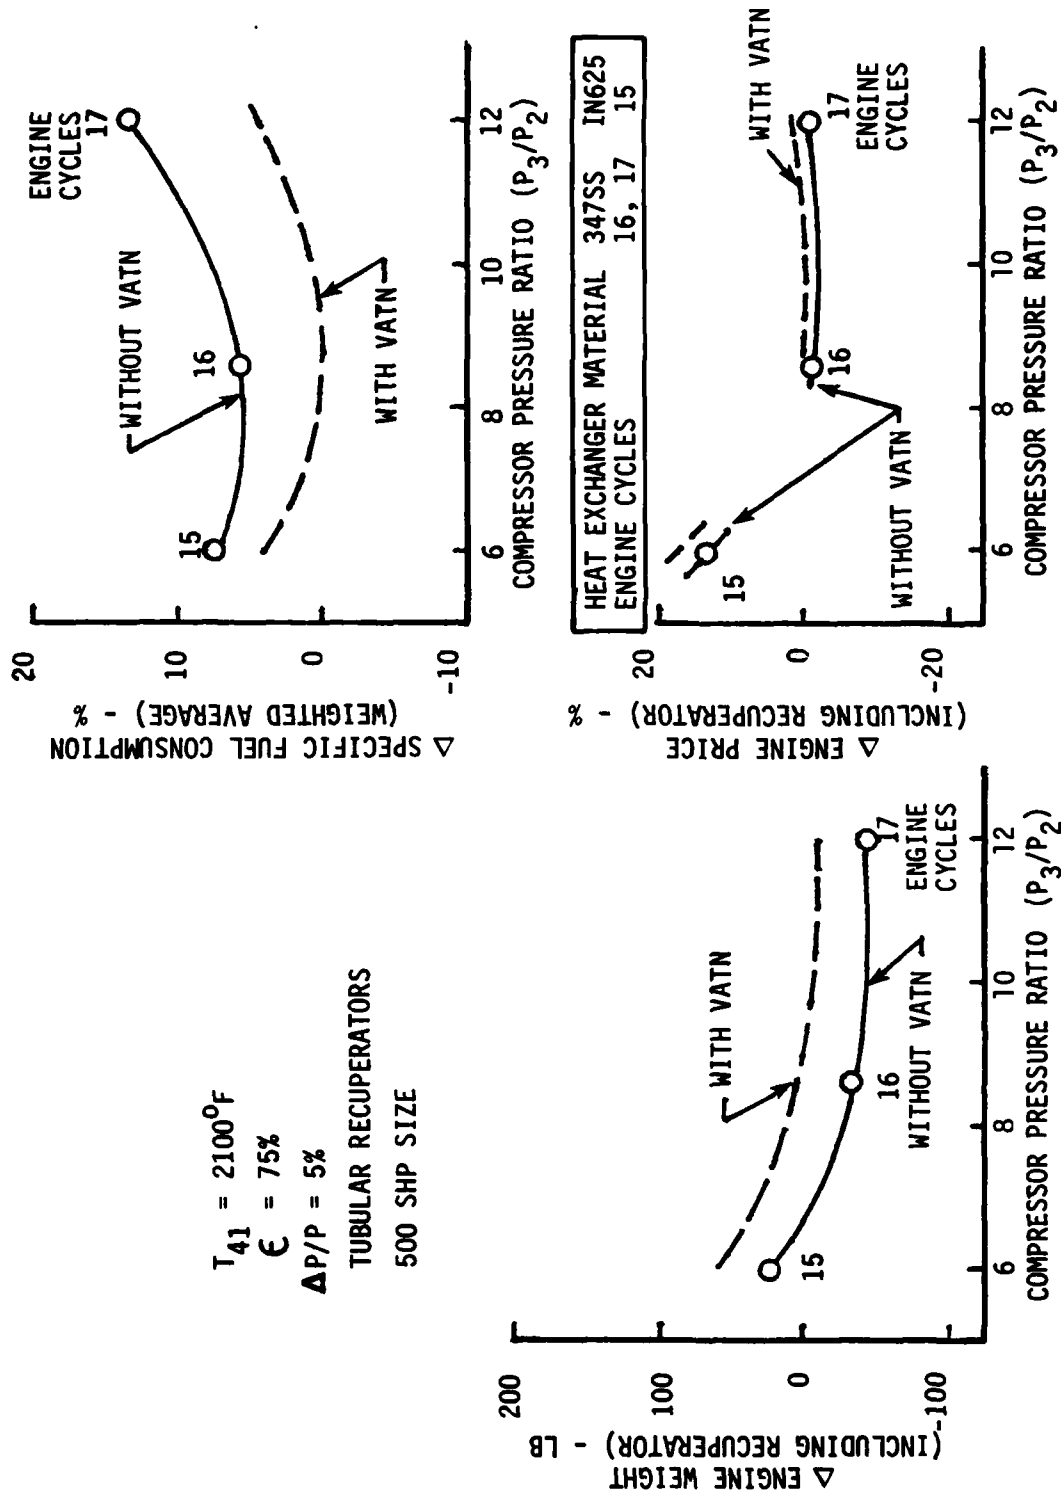 T41 = 2100°F
Є = 75%
ΔP/P = 5%
TUBULAR RECUPERATORS
500 SHP SIZE
Δ SPECIFIC FUEL CONSUMPTION
(WEIGHTED AVERAGE) - %
20
10
0
-10
ENGINE
CYCLES
15
16
17
WITHOUT VATN
WITH VATN
6
8
10
12
COMPRESSOR PRESSURE RATIO (P3/P2)
Δ ENGINE WEIGHT
(INCLUDING RECUPERATOR) - LB
200
100
0
-100
WITH VATN
15
16
17
ENGINE
CYCLES
WITHOUT VATN
6
8
10
12
COMPRESSOR PRESSURE RATIO (P3/P2)
HEAT EXCHANGER MATERIAL 347SS IN625
ENGINE CYCLES 16, 17 15
Δ ENGINE PRICE
(INCLUDING RECUPERATOR) - %
20
0
-20
WITH VATN
15
16
17
ENGINE
CYCLES
WITHOUT VATN
6
8
10
12
COMPRESSOR PRESSURE RATIO (P3/P2)